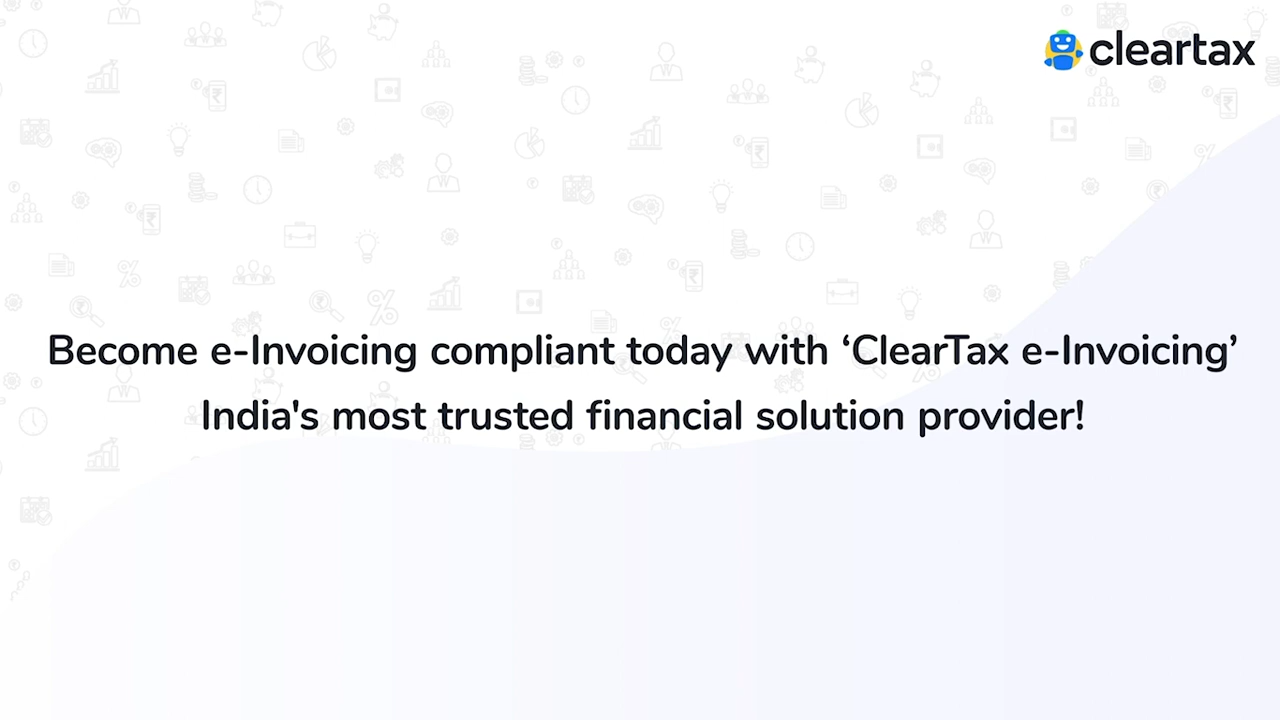 cleartax
Become e-Invoicing compliant today with ‘ClearTax e-Invoicing’
India's most trusted financial solution provider!